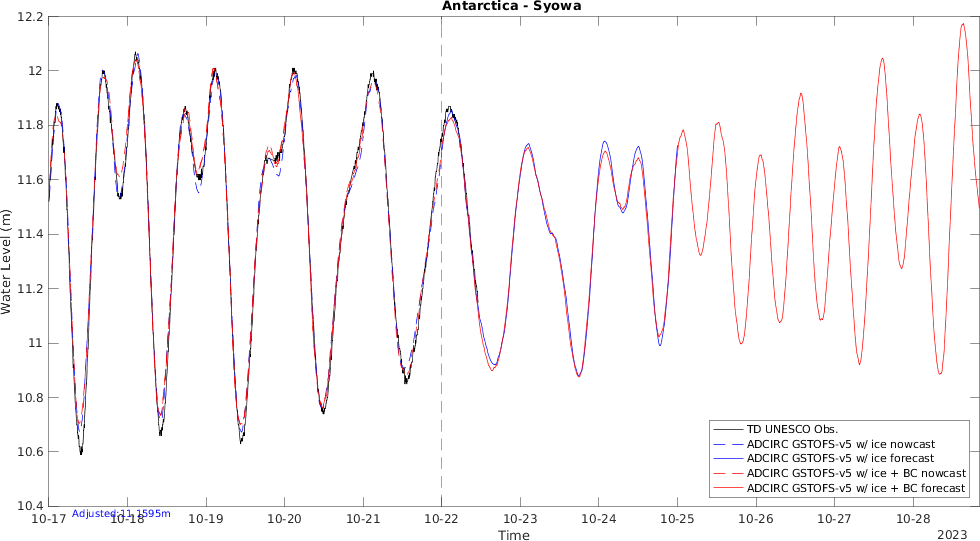 Antarctica - Syowa
12.2
12
11.8
11.6
11.4
11.2
11
10.8
10.6
10.4
Water Level (m)
TD UNESCO Obs.
ADCIRC GSTOFS-v5 w/ ice nowcast
ADCIRC GSTOFS-v5 w/ ice forecast
ADCIRC GSTOFS-v5 w/ ice + BC nowcast
ADCIRC GSTOFS-v5 w/ ice + BC forecast
Adjusted:11.1595m
10-17 10-18 10-19 10-20 10-21 10-22 10-23 10-24 10-25 10-26 10-27 10-28
Time
2023